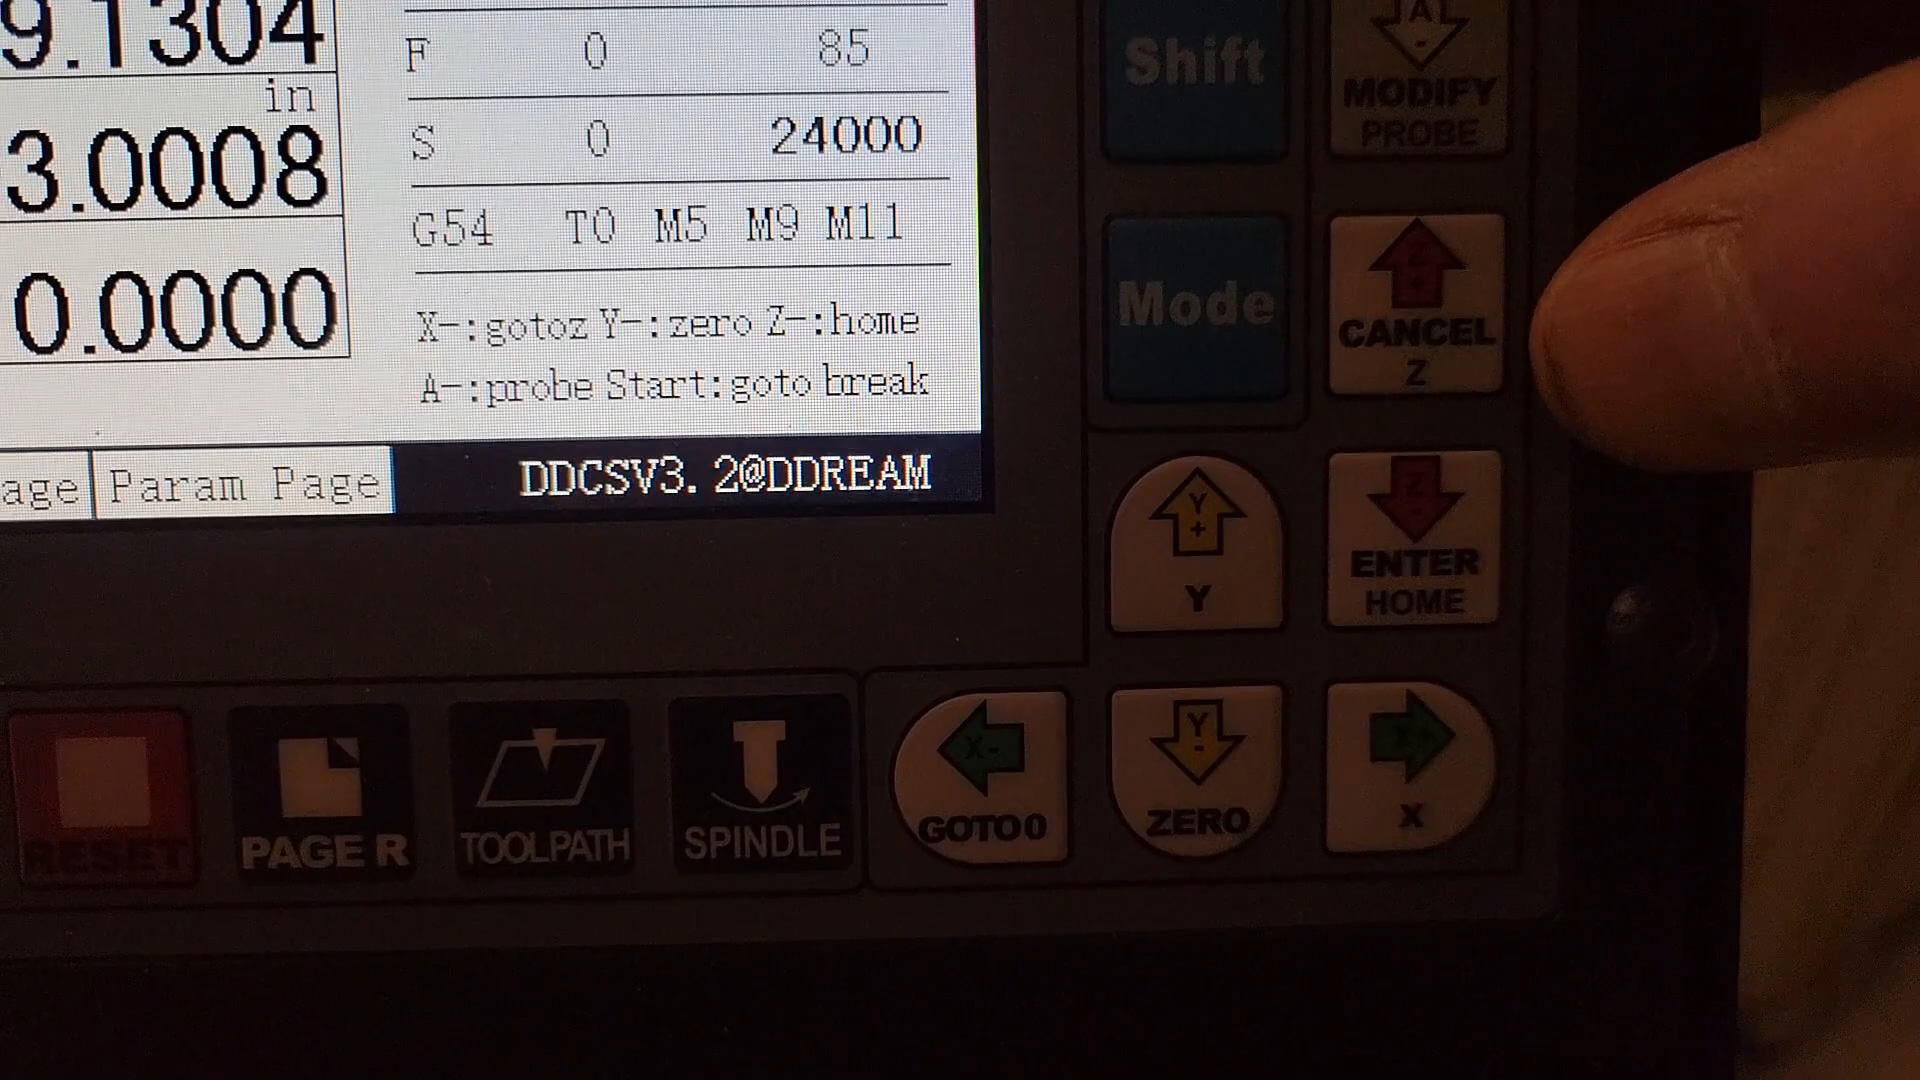 9.1304
in
3.0008
0.0000
F 0 85
S 0 24000
G54 T0 M5 M9 M11
X-:gotoz Y-:zero Z-:home
A-:probe Start:goto break
age Param Page DDCSV3.2@DDREAM
Shift
A
-
MODIFY
PROBE
Mode
Z
+
CANCEL
Z
Y
+
Y
Z
-
ENTER
HOME
RESET
PAGE R
TOOLPATH
SPINDLE
X-
GOTO0
Y
-
ZERO
X+
X